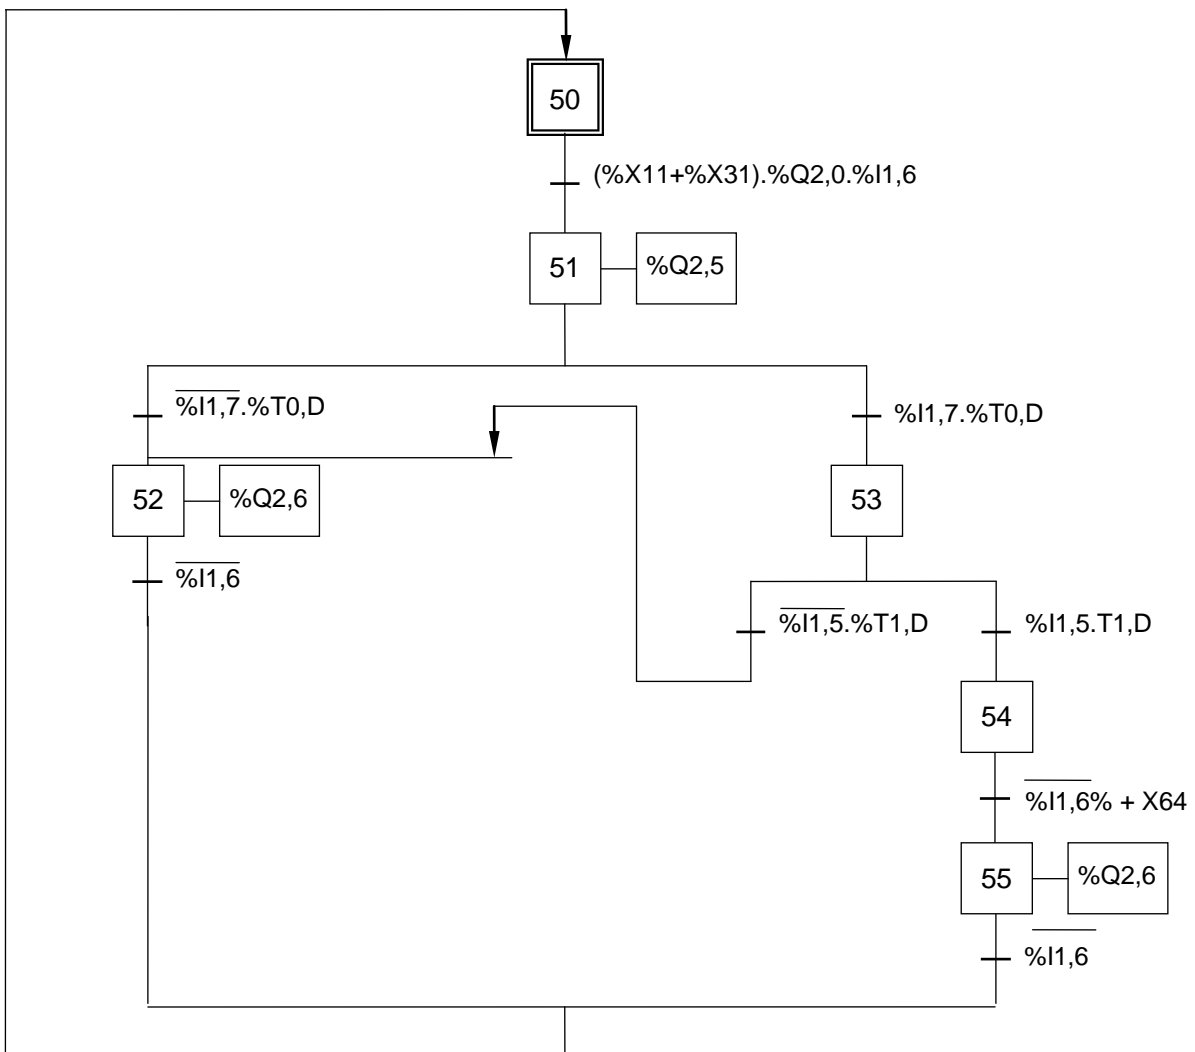 50
(%X11+%X31).%Q2,0.%I1,6
51
%Q2,5
%I1,7.%T0,D
%I1,7.%T0,D
52
%Q2,6
53
%I1,6
%I1,5.%T1,D
%I1,5.T1,D
54
%I1,6% + X64
55
%Q2,6
%I1,6